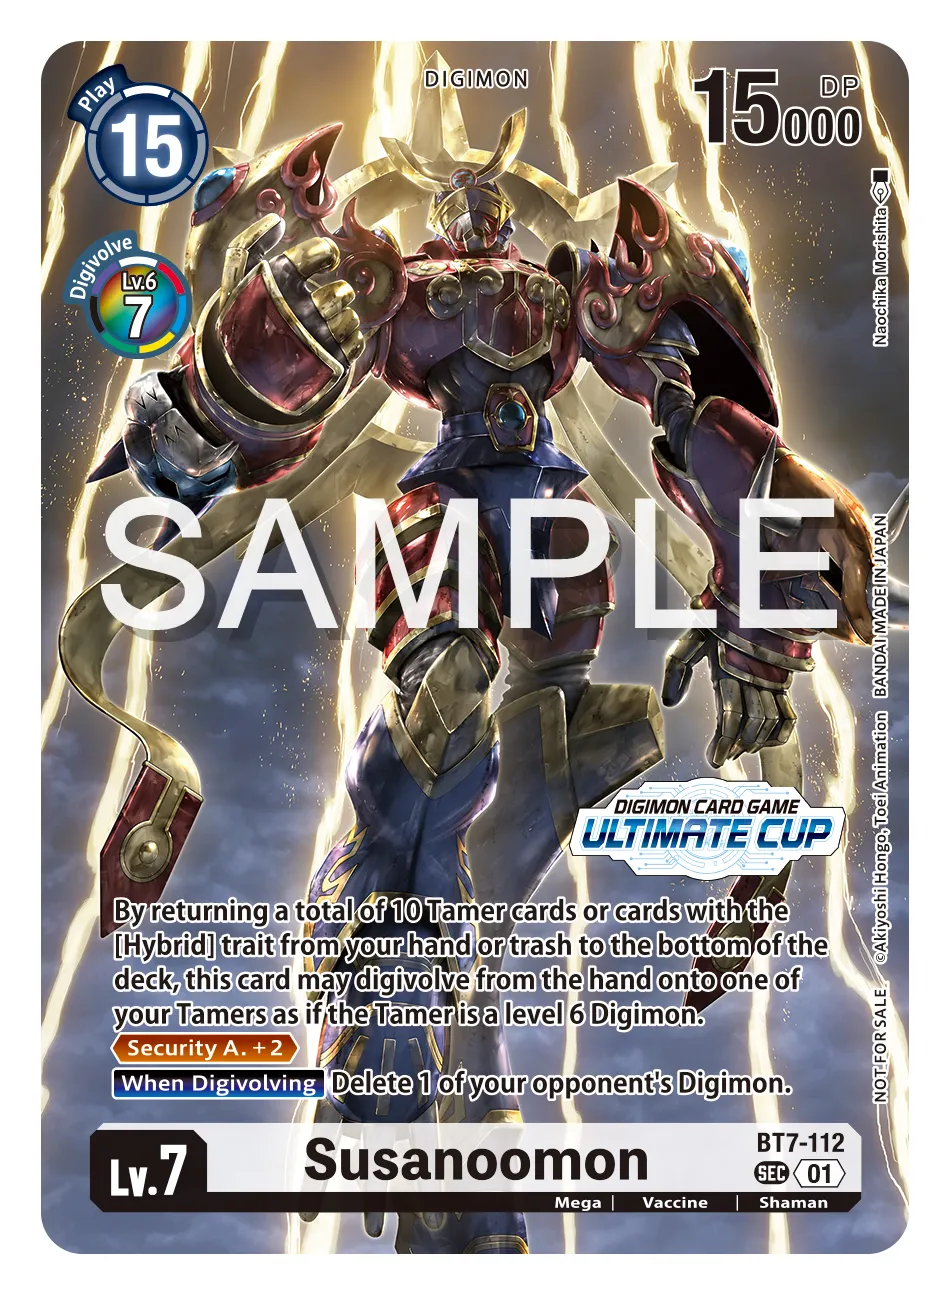 DIGIMON
Play
15
DP
15000
Digivolve
Lv.6
7
Naochika Morishita
SAMPLE
BANDAI MADE IN JAPAN
©Akiyoshi Hongo, Toei Animation
NOT FOR SALE
DIGIMON CARD GAME
ULTIMATE CUP
By returning a total of 10 Tamer cards or cards with the
[Hybrid] trait from your hand or trash to the bottom of the
deck, this card may digivolve from the hand onto one of
your Tamers as if the Tamer is a level 6 Digimon.
Security A. +2
When Digivolving Delete 1 of your opponent's Digimon.
Lv.7
Susanoomon
BT7-112
SEC 01
Mega | Vaccine | Shaman